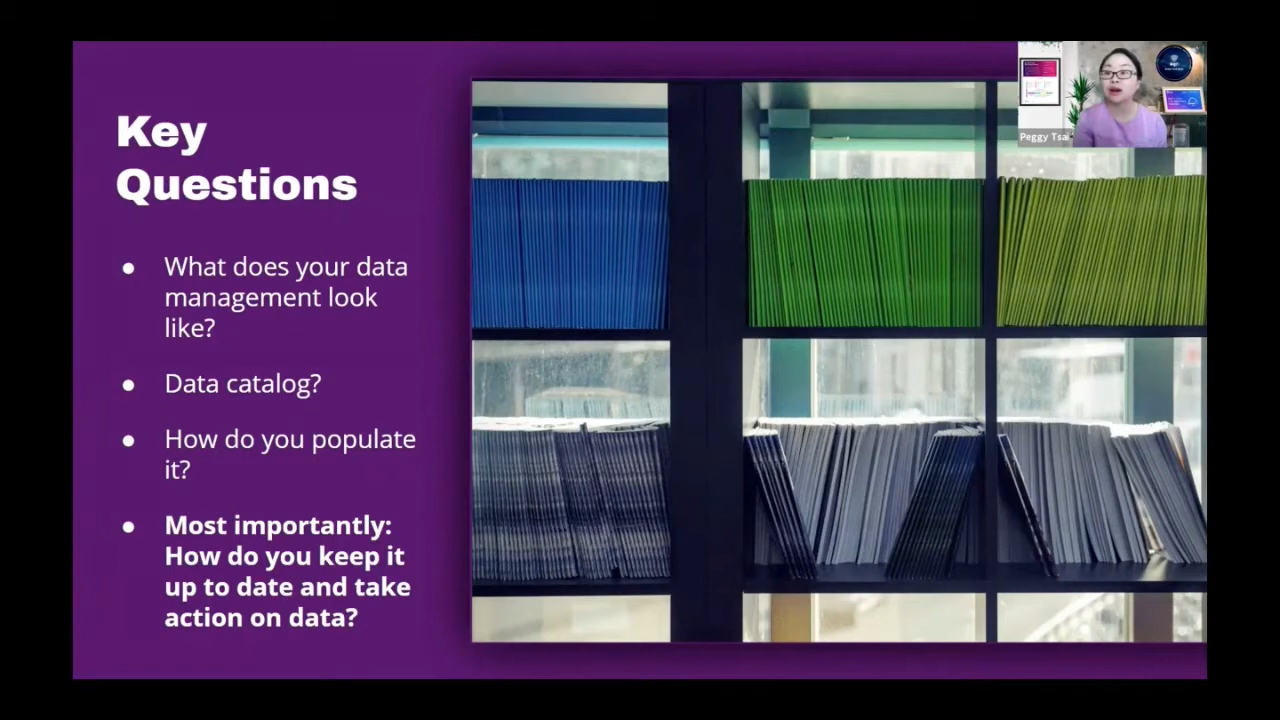 Key
Questions
● What does your data
management look
like?
● Data catalog?
● How do you populate
it?
● Most importantly:
How do you keep it
up to date and take
action on data?
Peggy Tsai